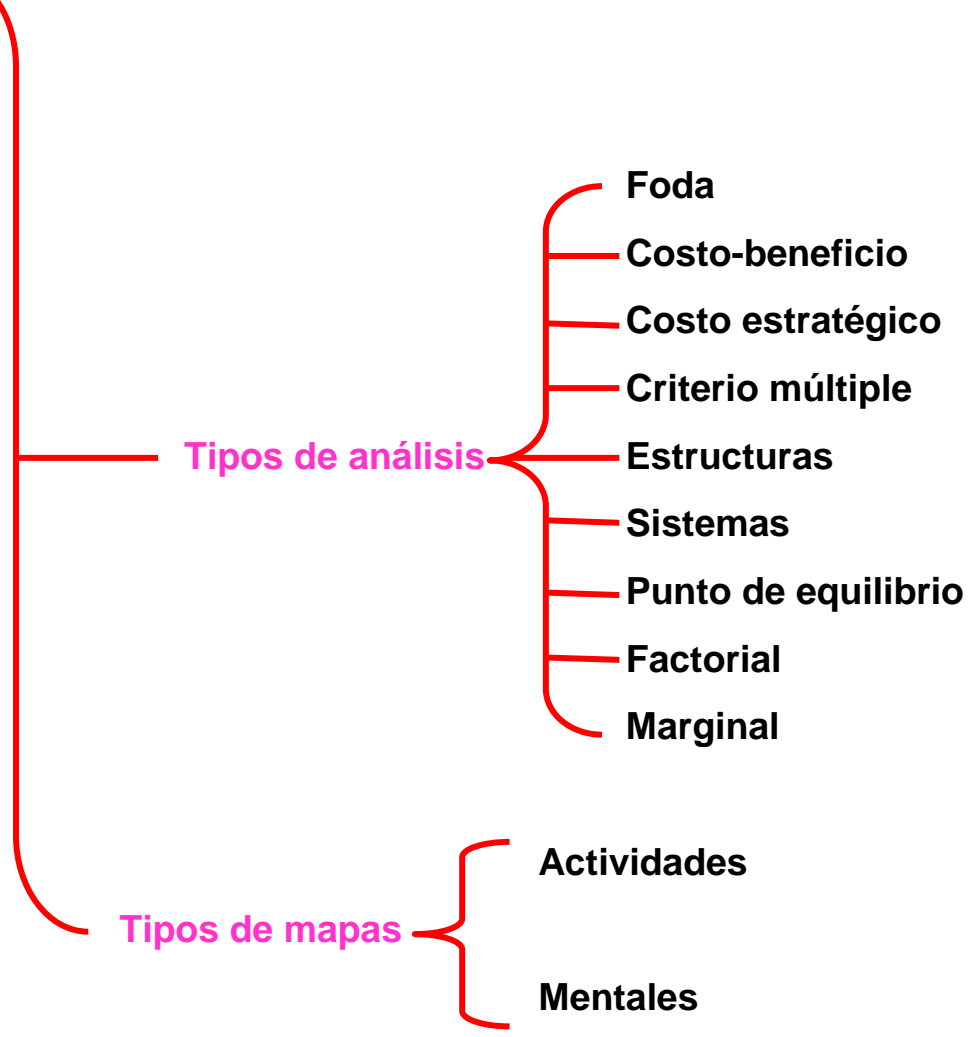 Foda
Costo-beneficio
Costo estratégico
Criterio múltiple
Tipos de análisis
Estructuras
Sistemas
Punto de equilibrio
Factorial
Marginal
Actividades
Tipos de mapas
Mentales